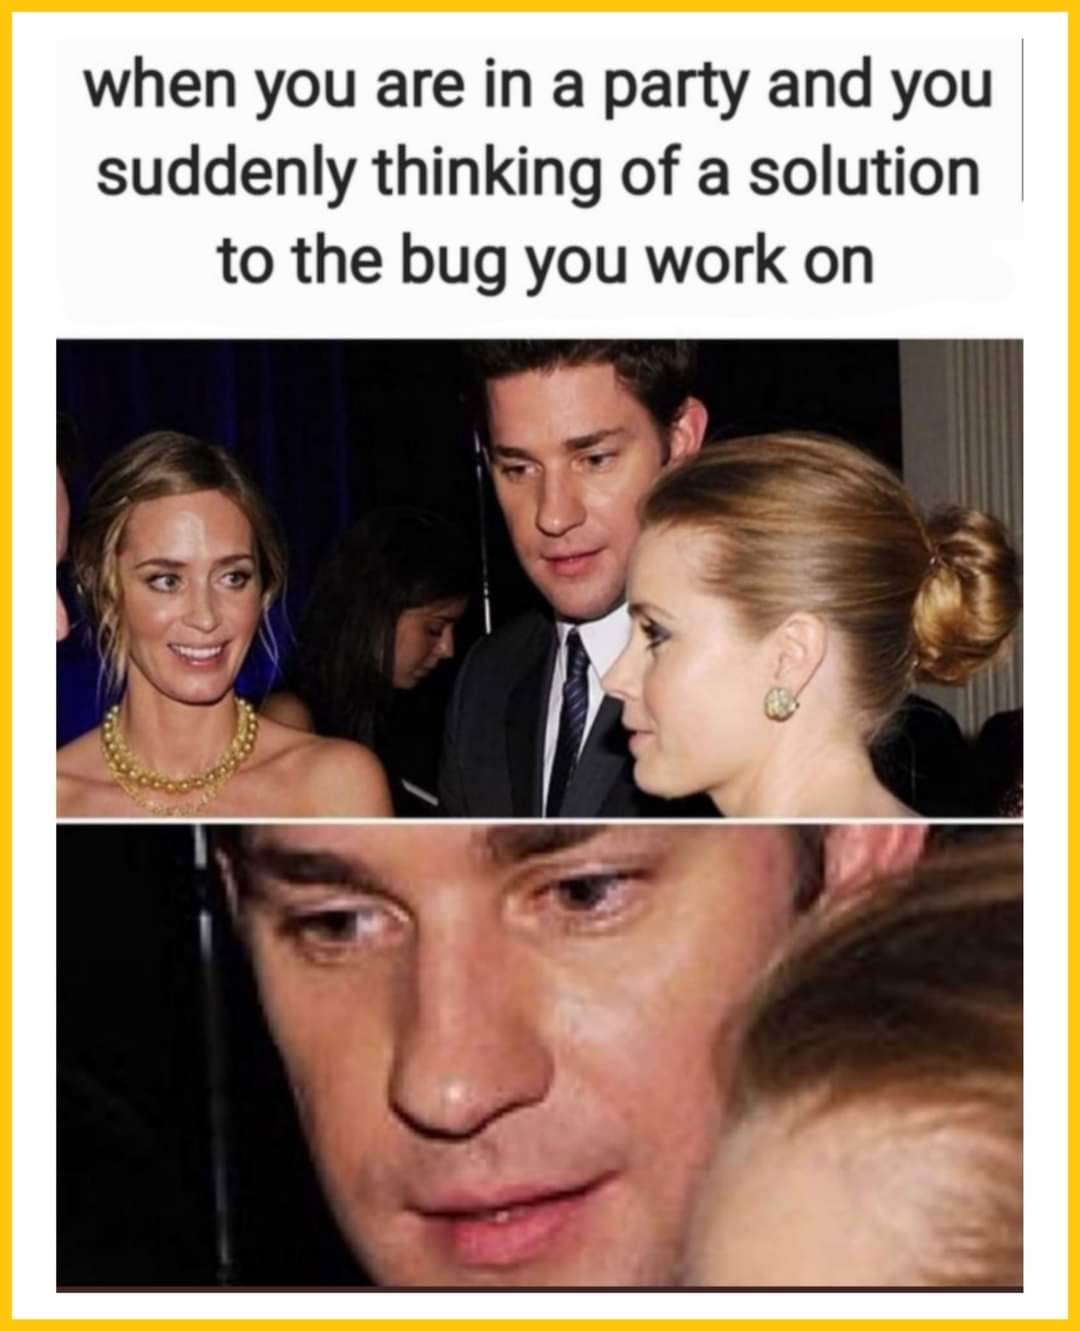 when you are in a party and you
suddenly thinking of a solution
to the bug you work on